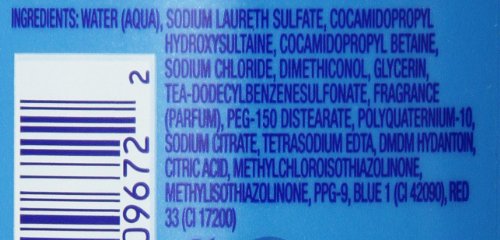 INGREDIENTS: WATER (AQUA), SODIUM LAURETH SULFATE, COCAMIDOPROPYL
HYDROXYSULTAINE, COCAMIDOPROPYL BETAINE,
SODIUM CHLORIDE, DIMETHICONOL, GLYCERIN,
TEA-DODECYLBENZENESULFONATE, FRAGRANCE
(PARFUM), PEG-150 DISTEARATE, POLYQUATERNIUM-10,
SODIUM CITRATE, TETRASODIUM EDTA, DMDM HYDANTOIN,
CITRIC ACID, METHYLCHLOROISOTHIAZOLINONE,
METHYLISOTHIAZOLINONE, PPG-9, BLUE 1 (CI 42090), RED
33 (CI 17200)
09672 2